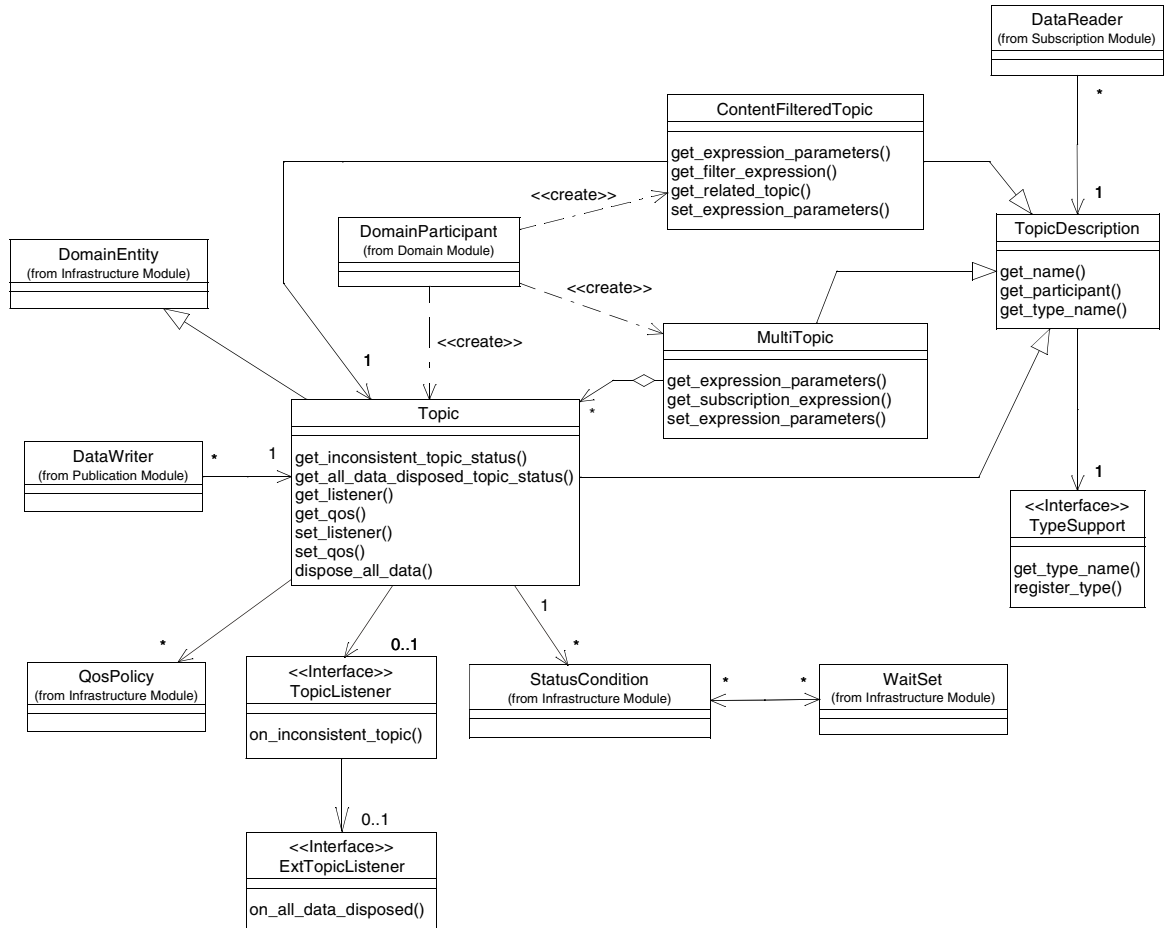 DataReader
(from Subscription Module)
*
1
ContentFilteredTopic
get_expression_parameters()
get_filter_expression()
get_related_topic()
set_expression_parameters()
<<create>>
DomainParticipant
(from Domain Module)
TopicDescription
get_name()
get_participant()
get_type_name()
DomainEntity
(from Infrastructure Module)
<<create>>
<<create>>
1
MultiTopic
get_expression_parameters()
get_subscription_expression()
set_expression_parameters()
*
Topic
get_inconsistent_topic_status()
get_all_data_disposed_topic_status()
get_listener()
get_qos()
set_listener()
set_qos()
dispose_all_data()
DataWriter
(from Publication Module)
*
1
1
<<Interface>>
TypeSupport
get_type_name()
register_type()
*
0..1
1
*
QosPolicy
(from Infrastructure Module)
<<Interface>>
TopicListener
on_inconsistent_topic()
StatusCondition
(from Infrastructure Module)
*
*
WaitSet
(from Infrastructure Module)
0..1
<<Interface>>
ExtTopicListener
on_all_data_disposed()